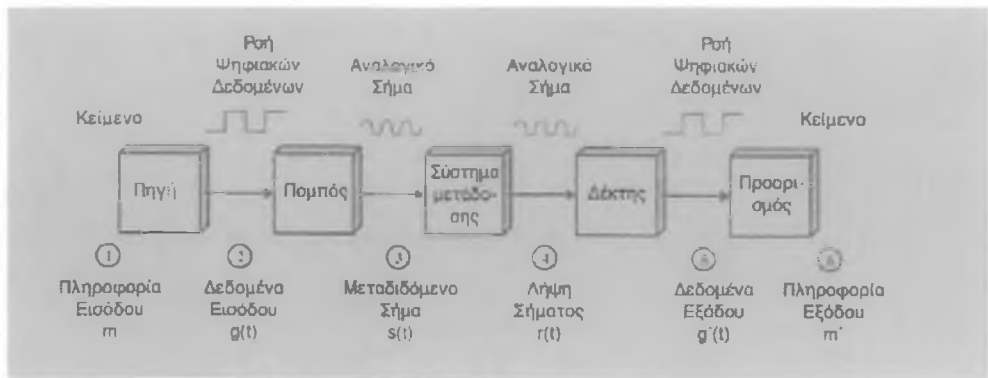 Ροή
Ψηφιακών
Δεδομένων
Αναλογικό
Σήμα
Αναλογικό
Σήμα
Ροή
Ψηφιακών
Δεδομένων
Κείμενο
Κείμενο
Πηγή
Πομπός
Σύστημα
μετάδο-
σης
Δέκτης
Προορι-
σμός
1
2
3
4
5
6
Πληροφορία
Εισόδου
m
Δεδομένα
Εισόδου
g(t)
Μεταδιδόμενο
Σήμα
s(t)
Λήψη
Σήματος
r(t)
Δεδομένα
Εξόδου
g΄(t)
Πληροφορία
Εξόδου
m΄